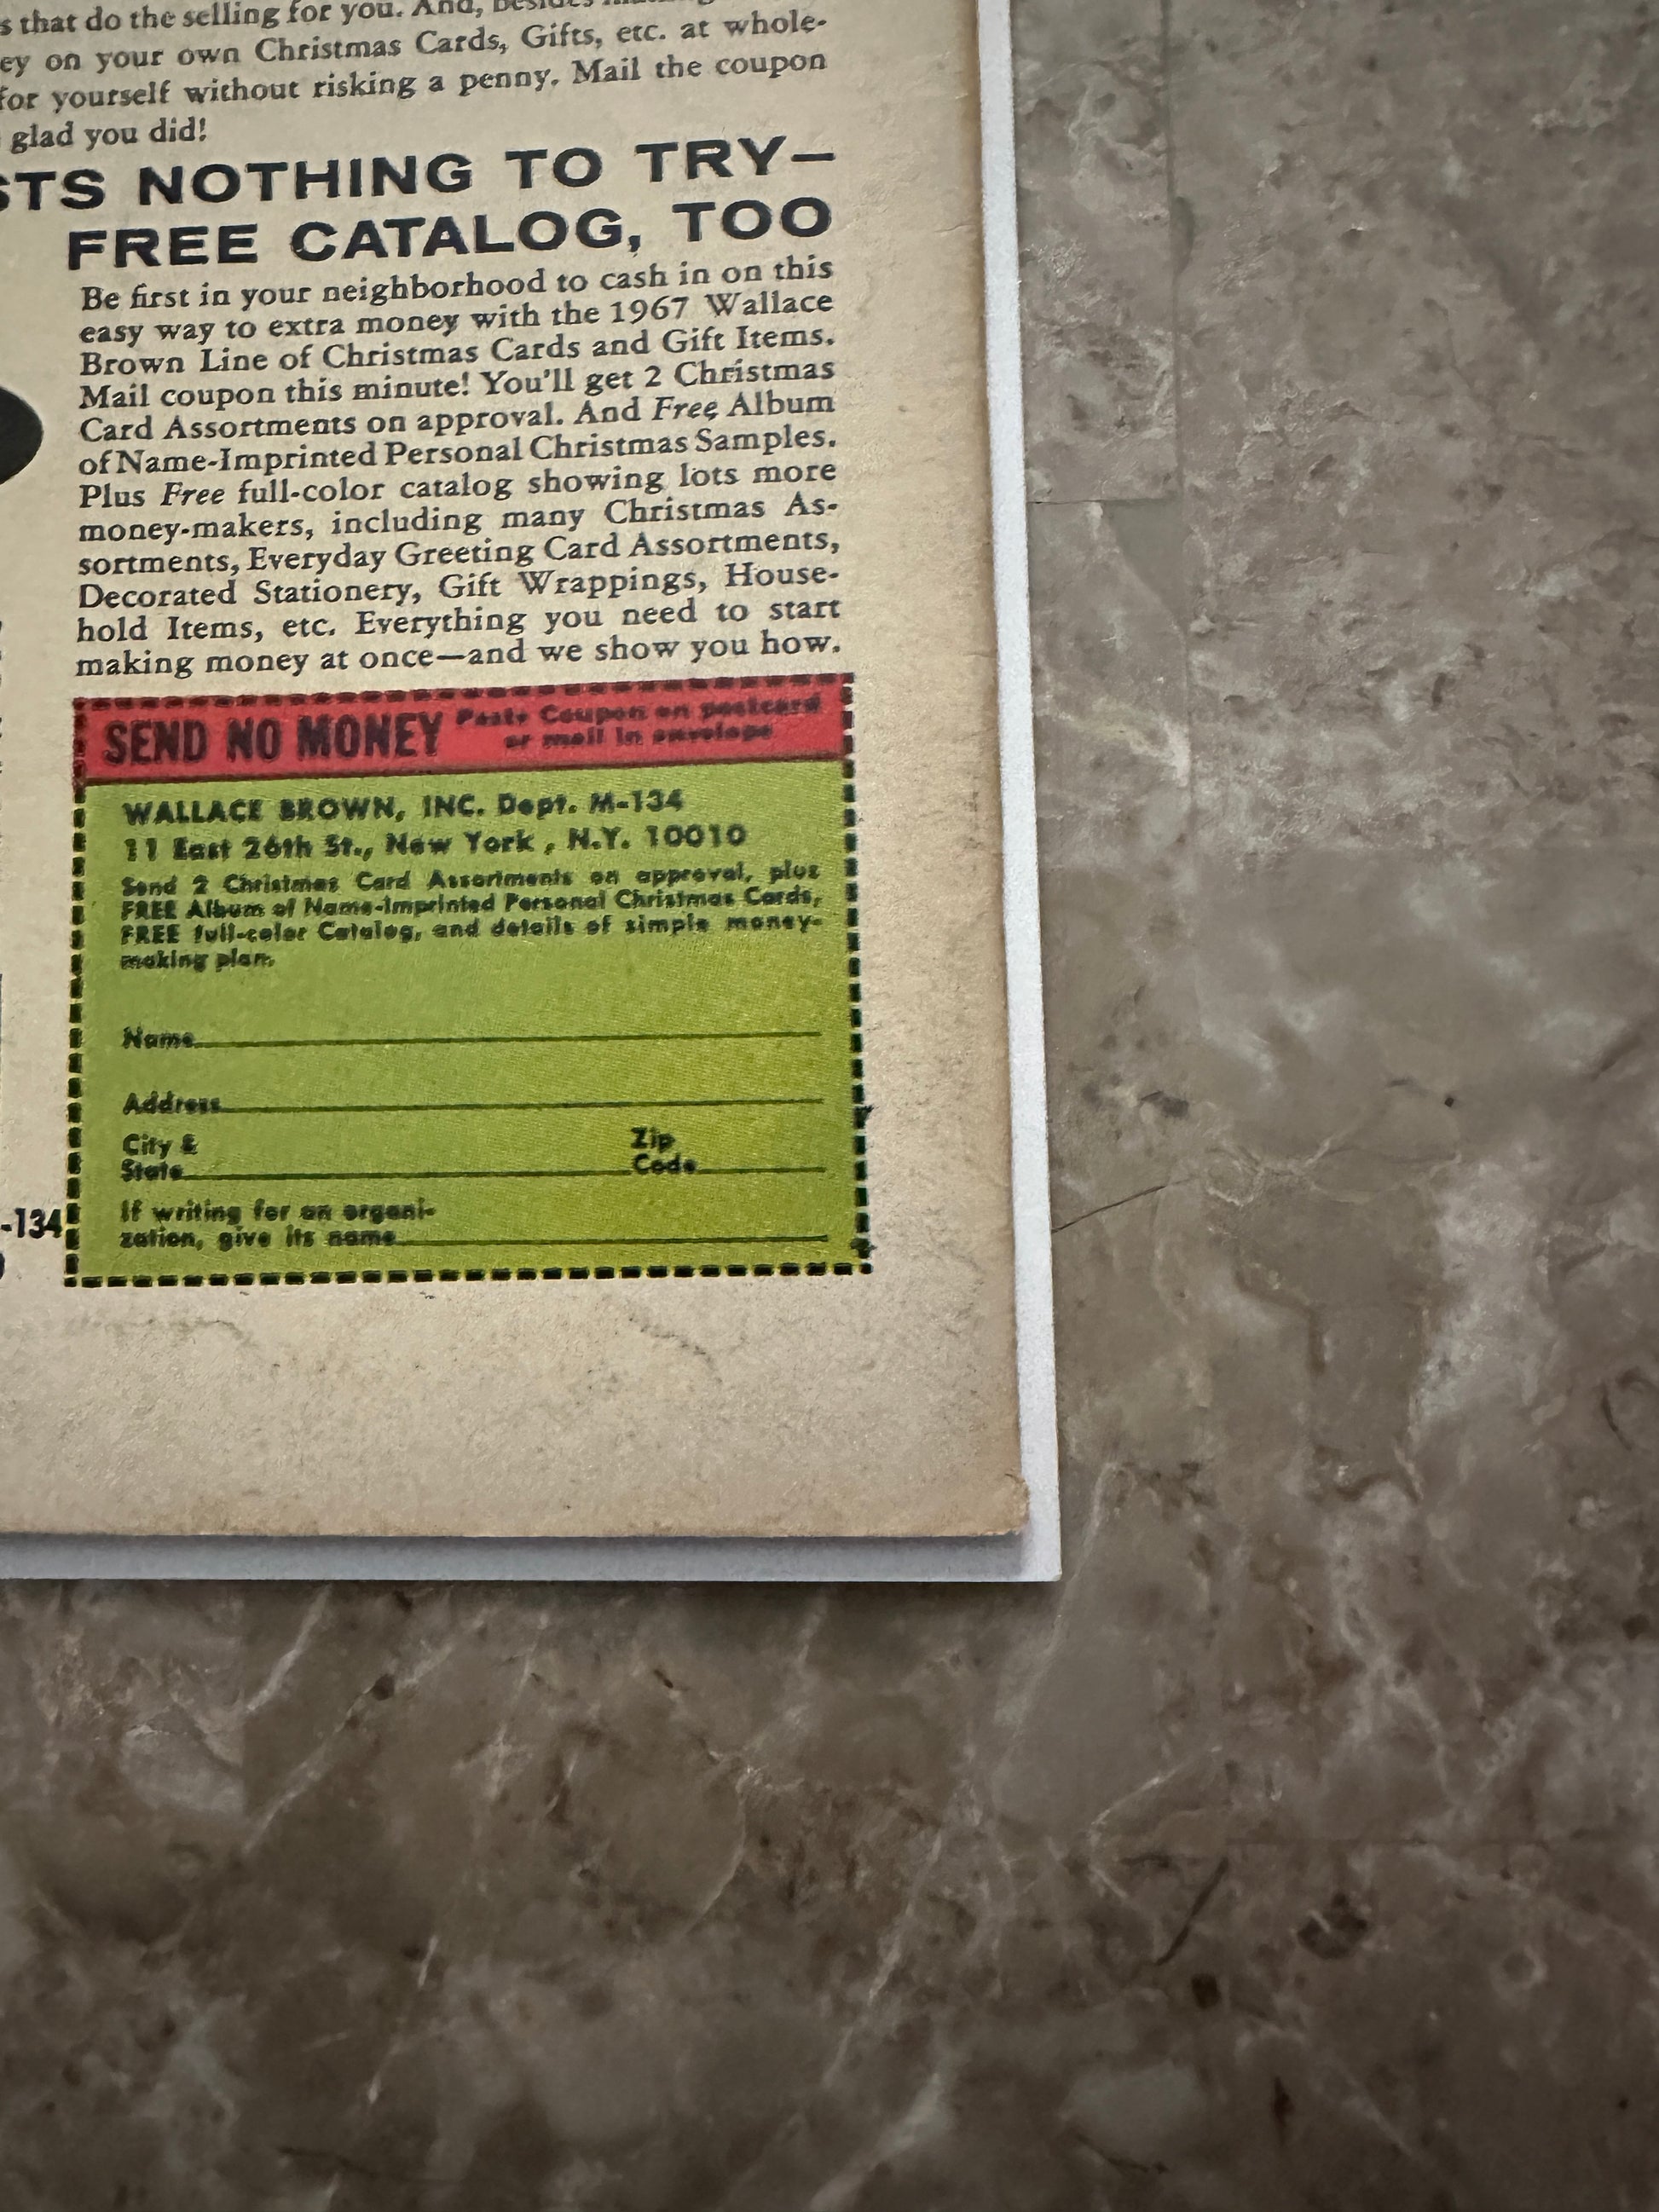 s that do the selling for you. And, besides
ey on your own Christmas Cards, Gifts, etc. at whole-
for yourself without risking a penny. Mail the coupon
glad you did!
STS NOTHING TO TRY—
FREE CATALOG, TOO
Be first in your neighborhood to cash in on this
easy way to extra money with the 1967 Wallace
Brown Line of Christmas Cards and Gift Items.
Mail coupon this minute! You'll get 2 Christmas
Card Assortments on approval. And Free Album
of Name-Imprinted Personal Christmas Samples.
Plus Free full-color catalog showing lots more
money-makers, including many Christmas As-
sortments, Everyday Greeting Card Assortments,
Decorated Stationery, Gift Wrappings, House-
hold Items, etc. Everything you need to start
making money at once—and we show you how.
SEND NO MONEY Paste Coupon on postcard
or mail in envelope
WALLACE BROWN, INC. Dept. M-134
11 East 26th St., New York , N.Y. 10010
Send 2 Christmas Card Assortments on approval, plus
FREE Album of Name-Imprinted Personal Christmas Cards,
FREE full-color Catalog, and details of simple money-
making plan.
Name
Address
City & Zip
State Code
If writing for an organi-
zation, give its name
-134